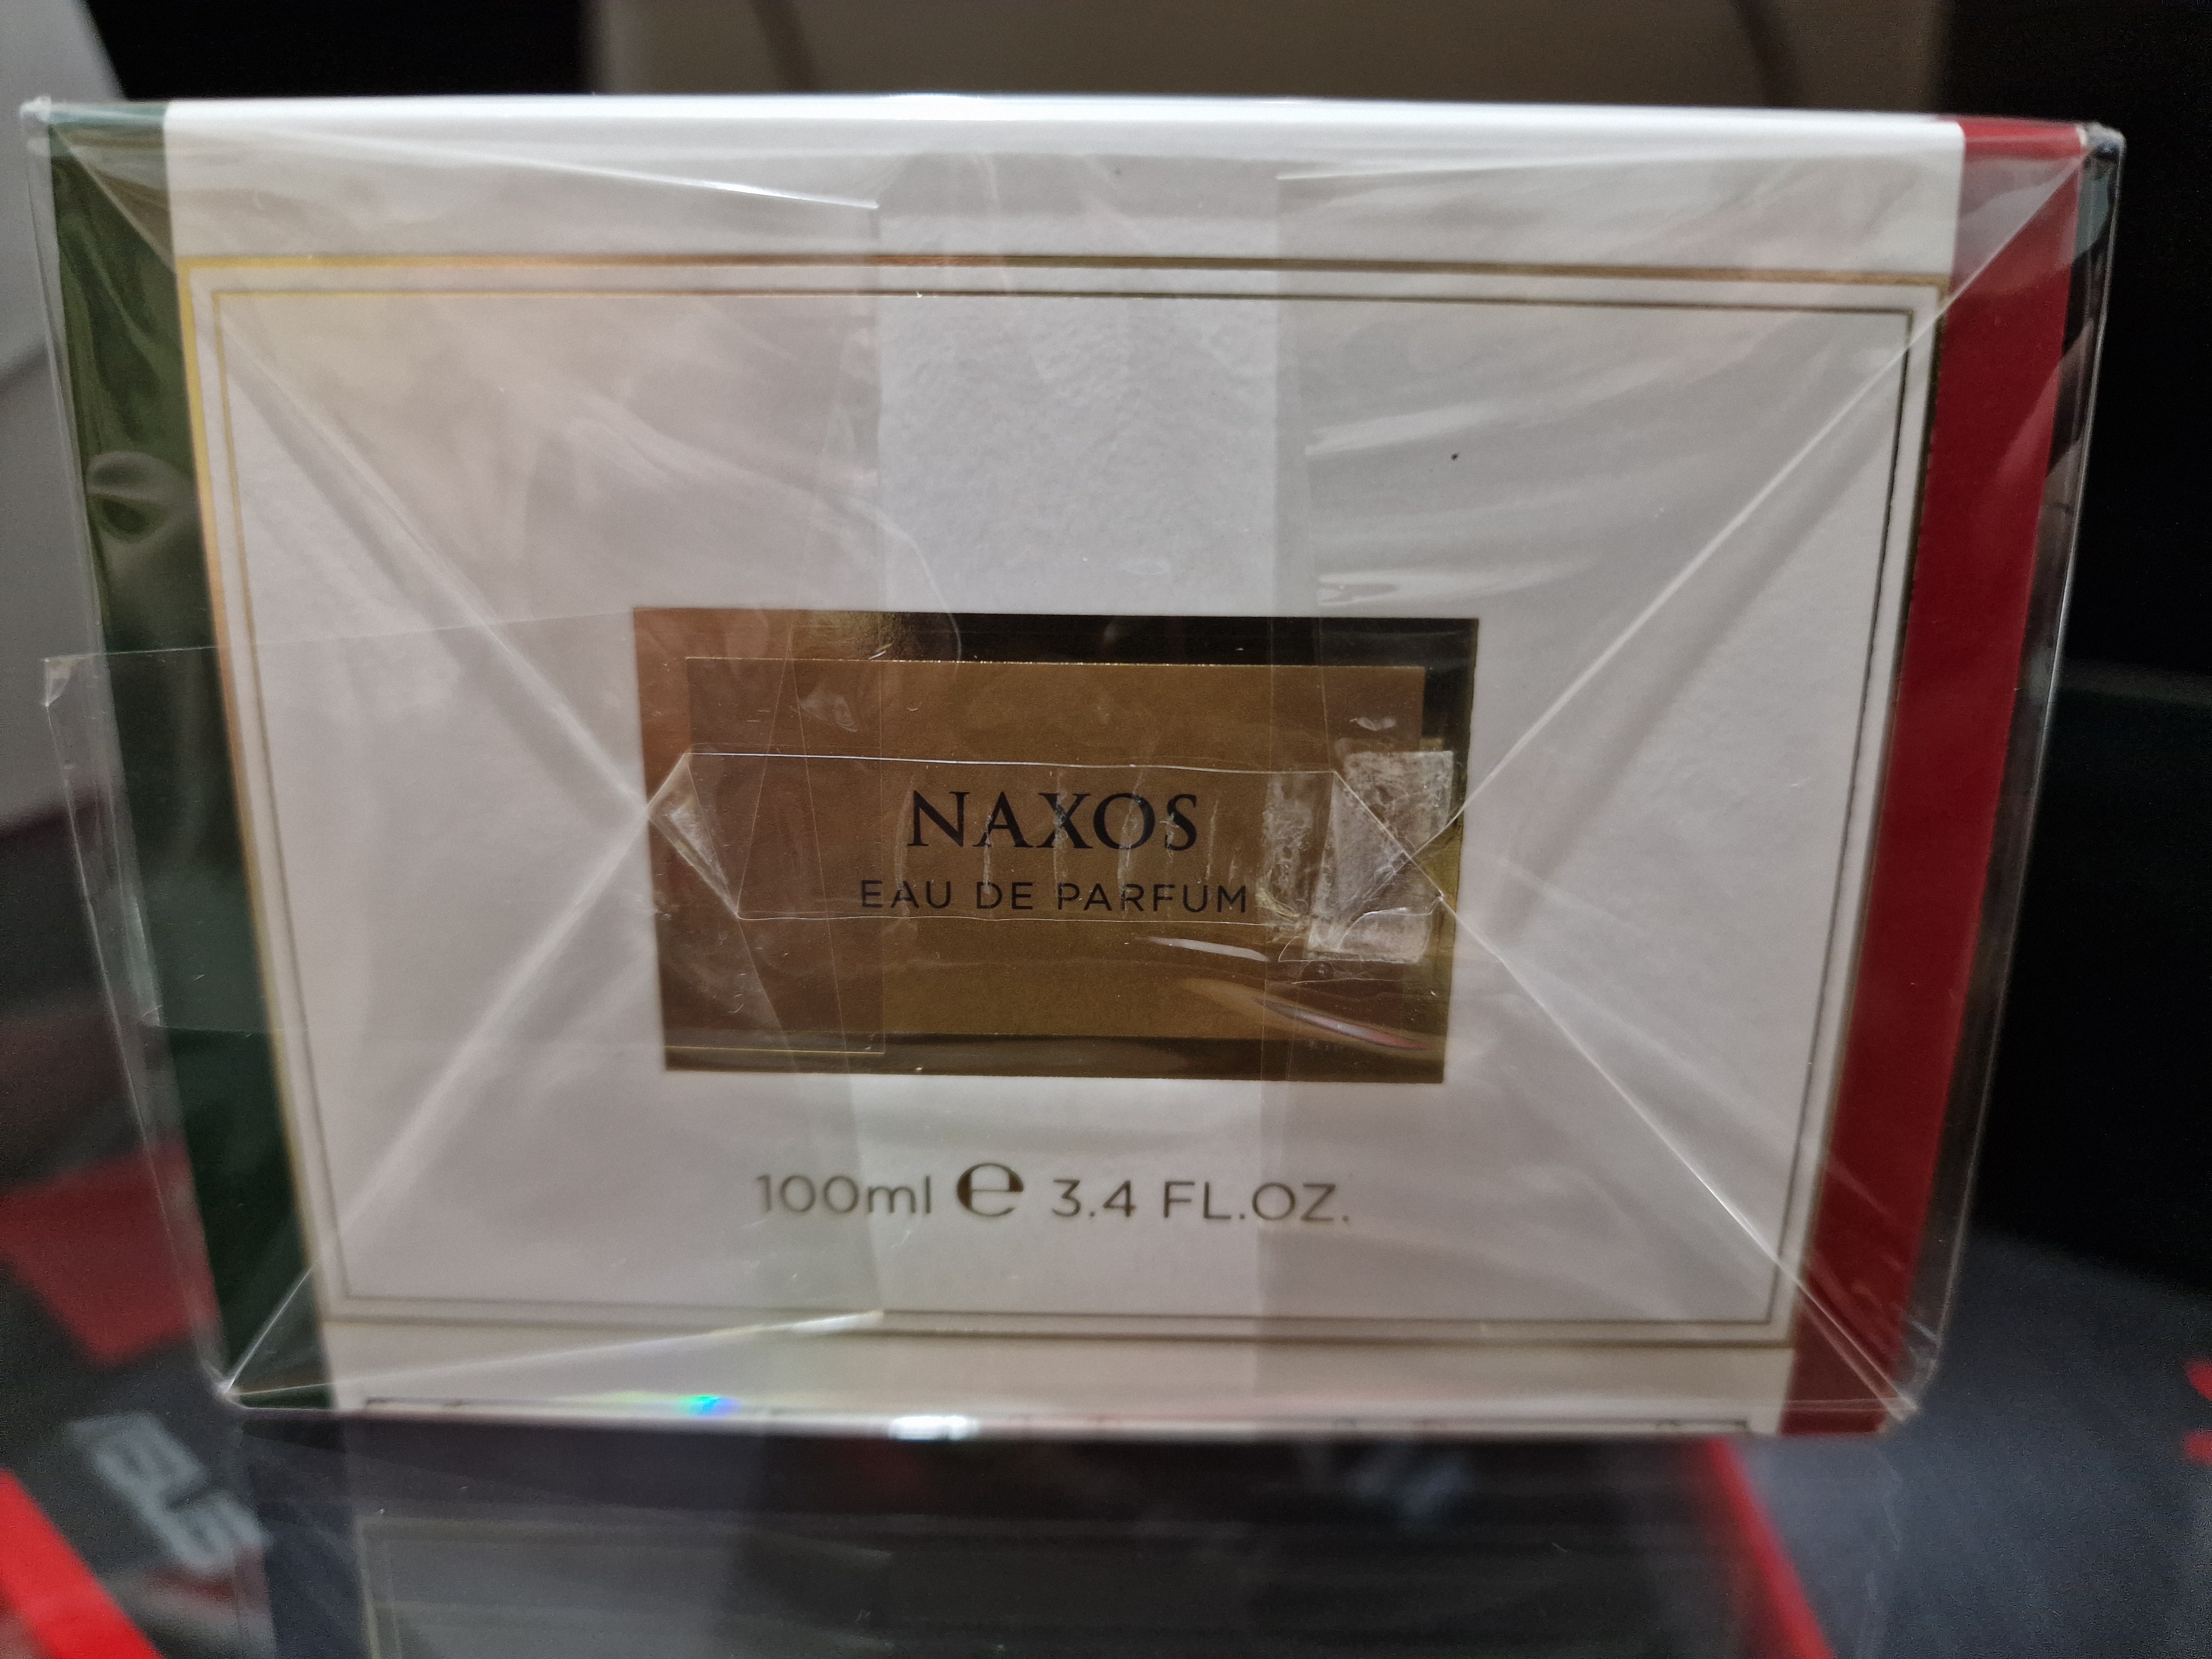 NAXOS
EAU DE PARFUM
100ml ℮ 3.4 FL.OZ.